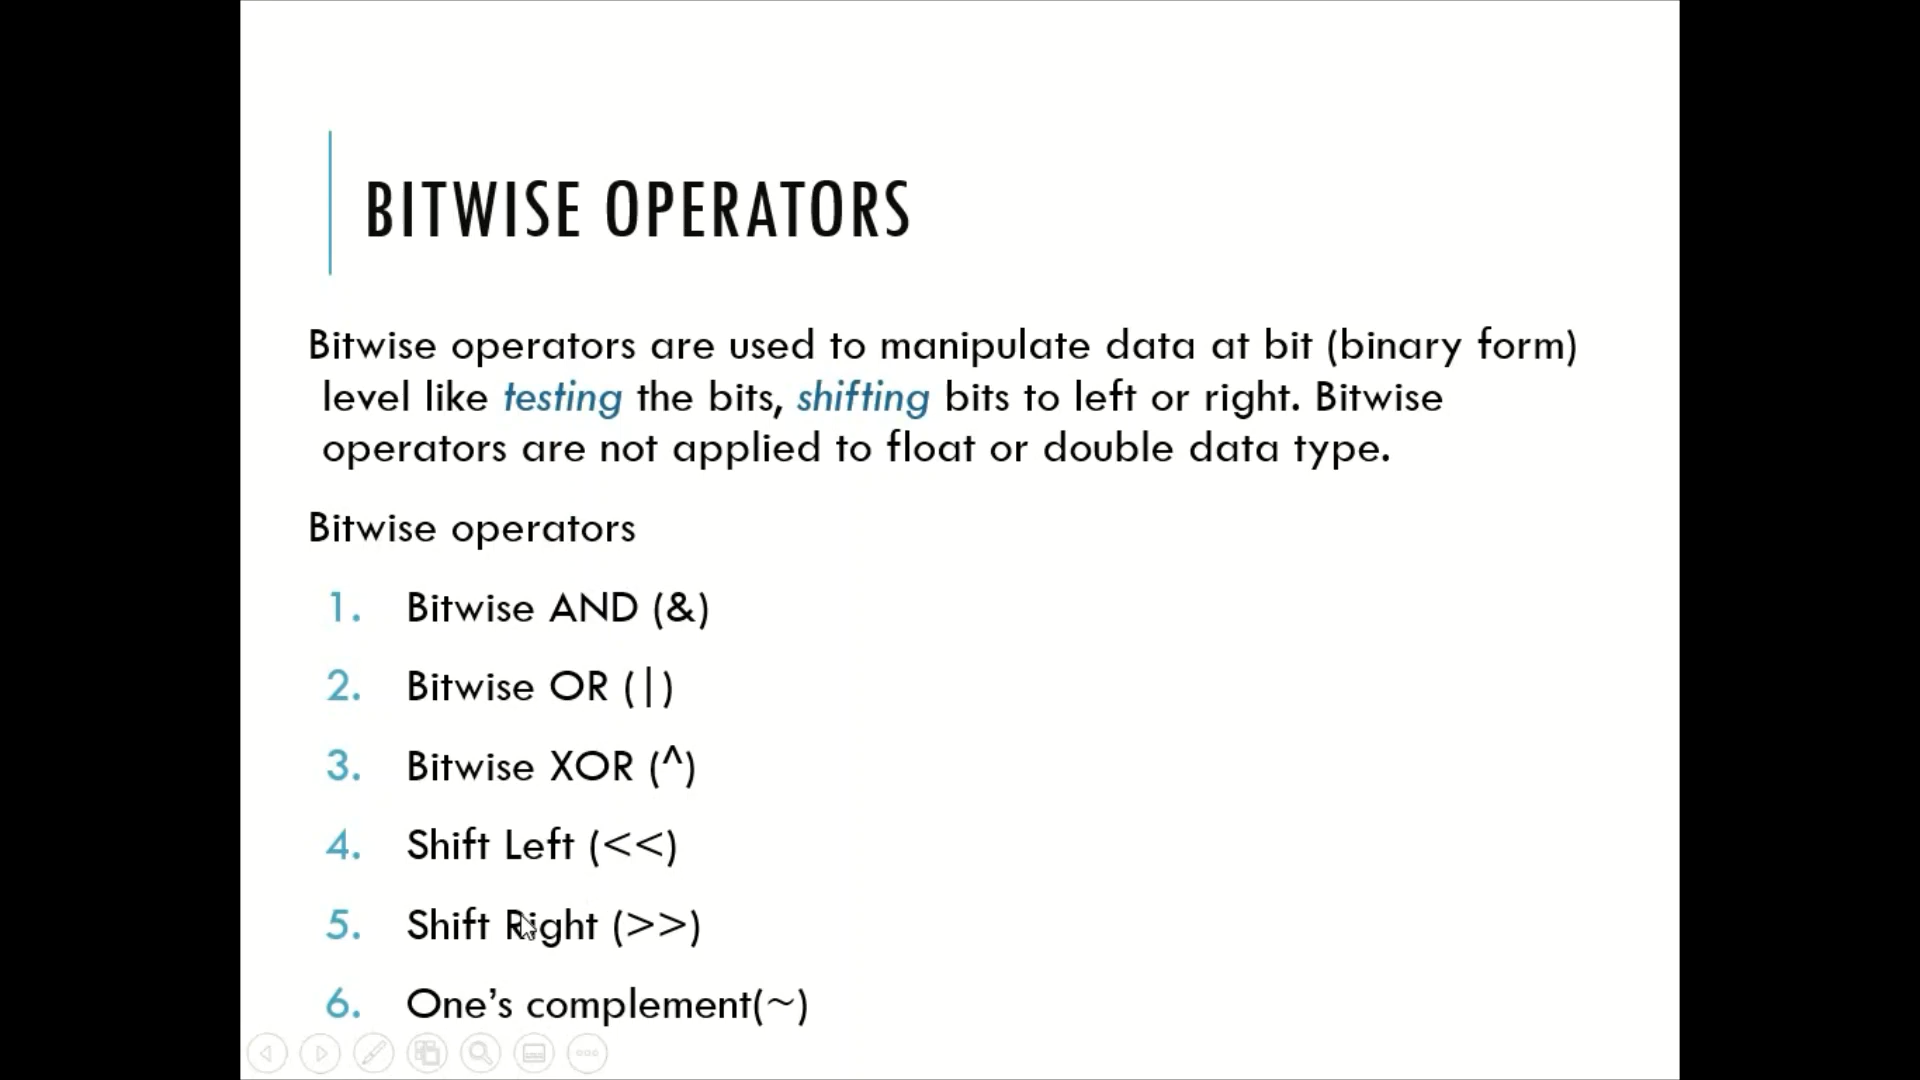 BITWISE OPERATORS
Bitwise operators are used to manipulate data at bit (binary form)
level like testing the bits, shifting bits to left or right. Bitwise
operators are not applied to float or double data type.
Bitwise operators
1. Bitwise AND (&)
2. Bitwise OR (|)
3. Bitwise XOR (^)
4. Shift Left (<<)
5. Shift Right (>>)
6. One’s complement(~)